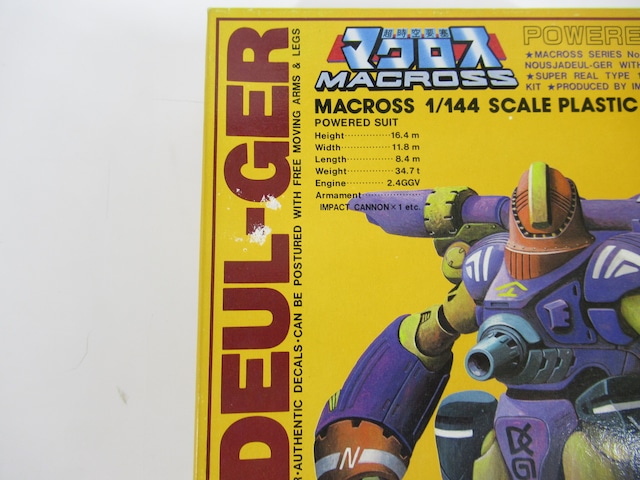 超時空要塞
マクロス
MACROSS
POWERE
★MACROSS SERIES No
NOUSJADEUL-GER WITH
★SUPER REAL TYPE
KIT ★PRODUCED BY IM
MACROSS 1/144 SCALE PLASTIC
POWERED SUIT
Height 16.4 m
Width 11.8 m
Length 8.4 m
Weight 34.7 t
Engine 2.4GGV
Armament
IMPACT CANNON×1 etc.
DEUL-GER
R·AUTHENTIC DECALS·CAN BE POSTURED WITH FREE MOVING ARMS & LEGS
N